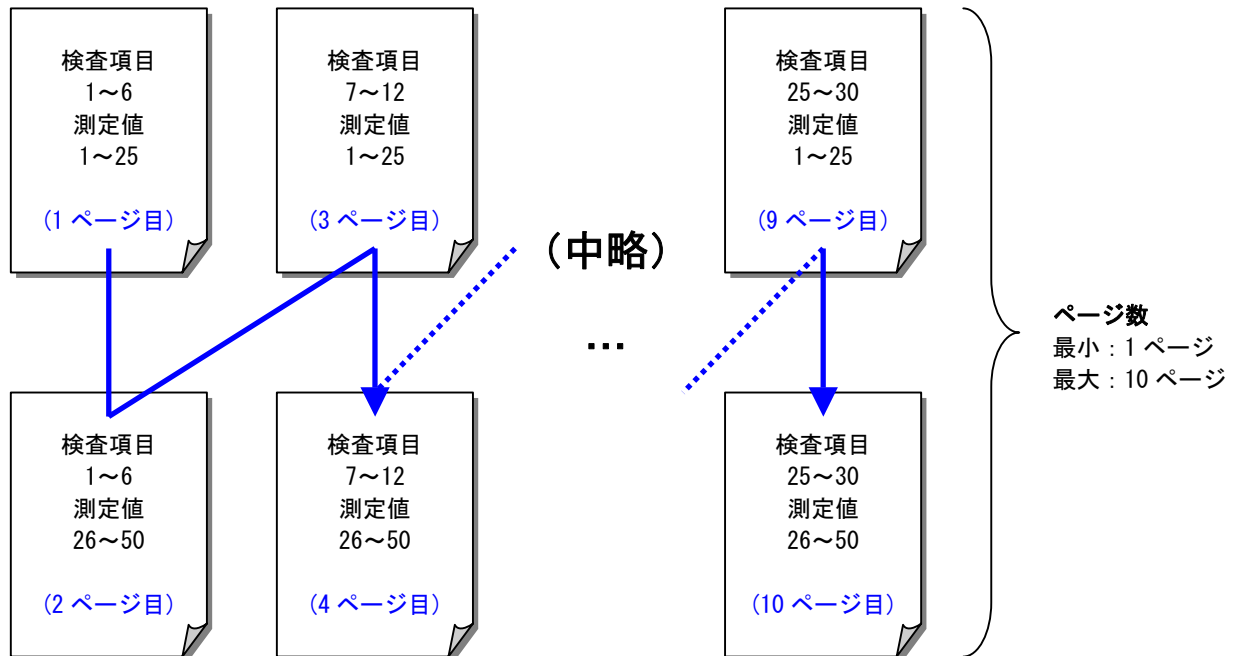 検査項目
1～6
測定値
1～25
(1 ページ目)
検査項目
7～12
測定値
1～25
(3 ページ目)
(中略)
...
検査項目
25～30
測定値
1～25
(9 ページ目)
検査項目
1～6
測定値
26～50
(2 ページ目)
検査項目
7～12
測定値
26～50
(4 ページ目)
検査項目
25～30
測定値
26～50
(10 ページ目)
ページ数
最小：1 ページ
最大：10 ページ